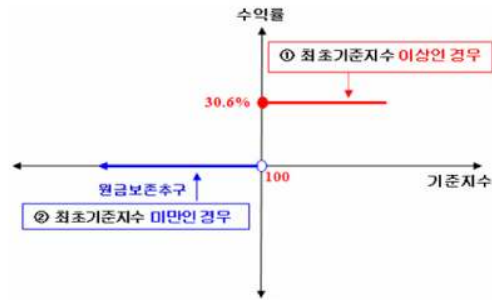 수익률
① 최초기준지수 이상인 경우
30.6%
100
기준지수
원금보존추구
② 최초기준지수 미만인 경우